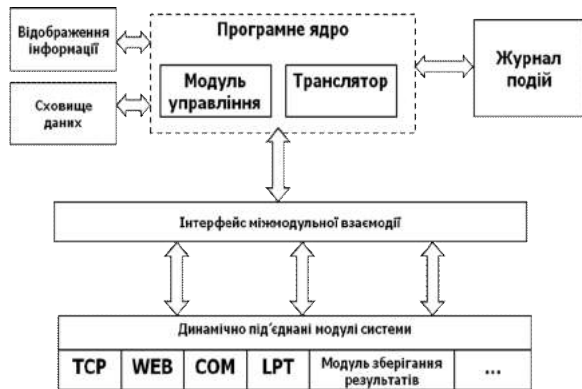 Відображення
інформації
Сховище
даних
Програмне ядро
Модуль
управління
Транслятор
Журнал
подій
Інтерфейс міжмодульної взаємодії
Динамічно під'єднані модулі системи
TCP
WEB
COM
LPT
Модуль зберігання
результатів
...